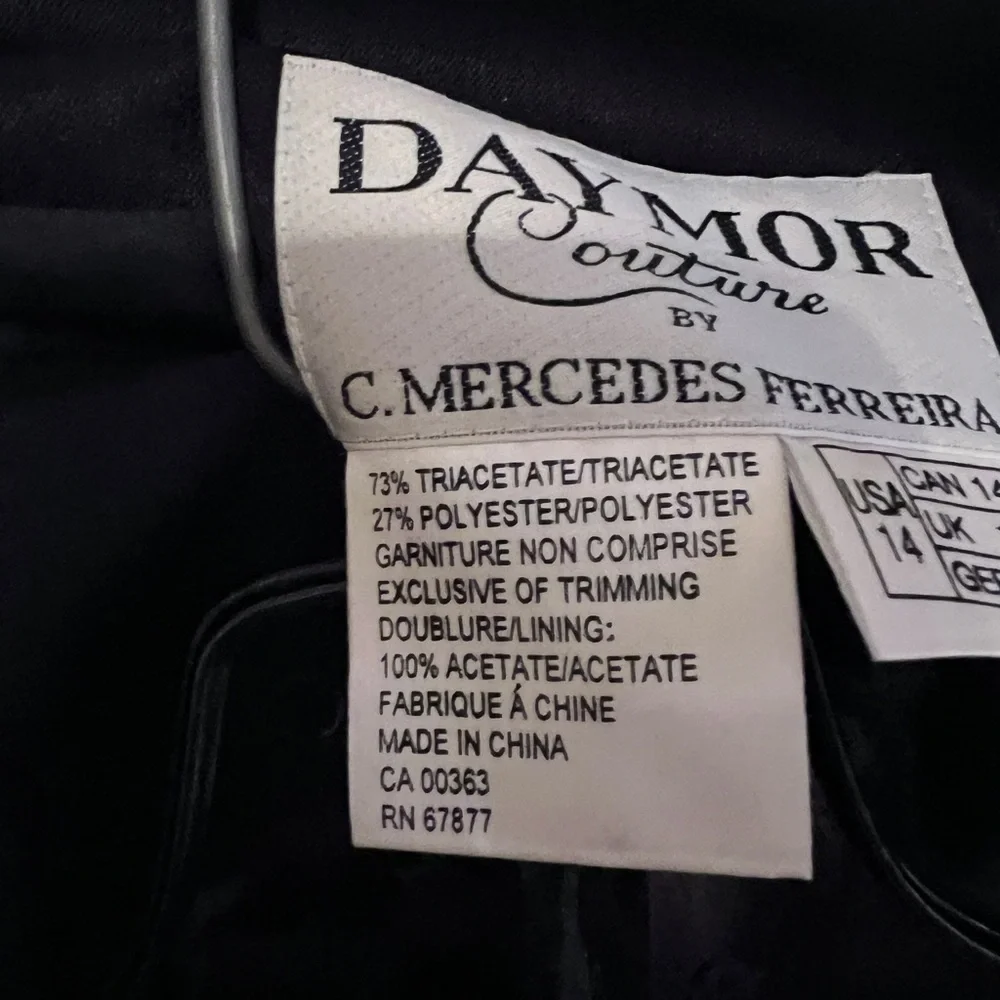 DAYMOR
Couture
BY
C.MERCEDES FERREIRA
73% TRIACETATE/TRIACETATE
27% POLYESTER/POLYESTER
GARNITURE NON COMPRISE
EXCLUSIVE OF TRIMMING
DOUBLURE/LINING:
100% ACETATE/ACETATE
FABRIQUE Á CHINE
MADE IN CHINA
CA 00363
RN 67877
USA
14
CAN 14
UK